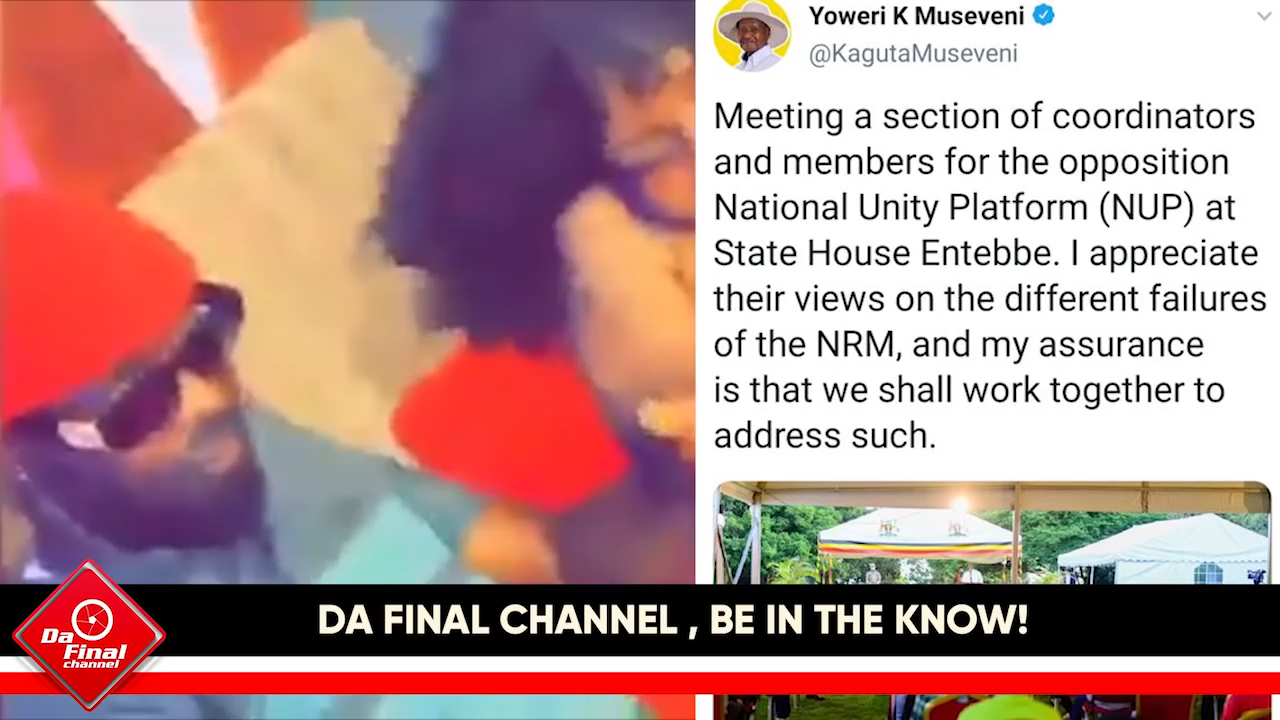 Yoweri K Museveni
@KagutaMuseveni
Meeting a section of coordinators
and members for the opposition
National Unity Platform (NUP) at
State House Entebbe. I appreciate
their views on the different failures
of the NRM, and my assurance
is that we shall work together to
address such.
DA FINAL CHANNEL , BE IN THE KNOW!
Da
Final
channel